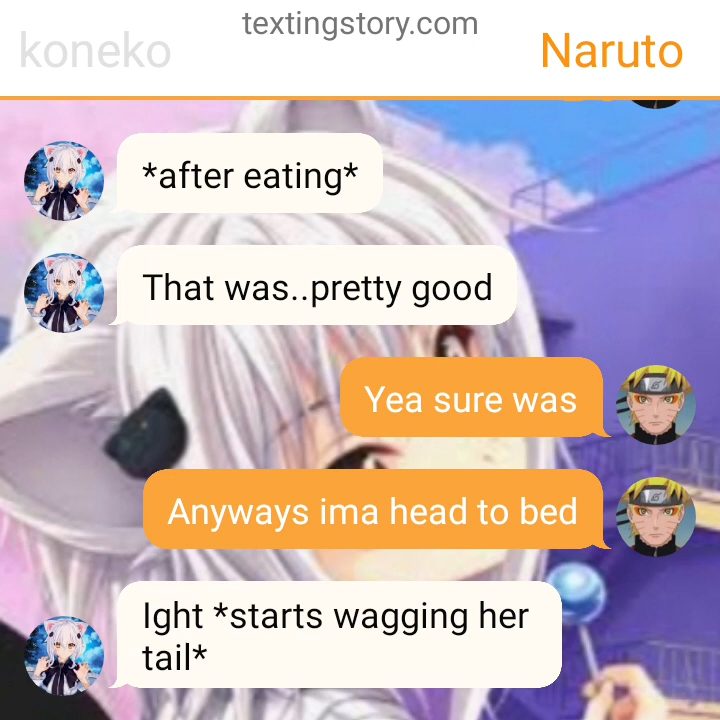 textingstory.com
koneko
Naruto
*after eating*
That was..pretty good
Yea sure was
Anyways ima head to bed
Ight *starts wagging her
tail*